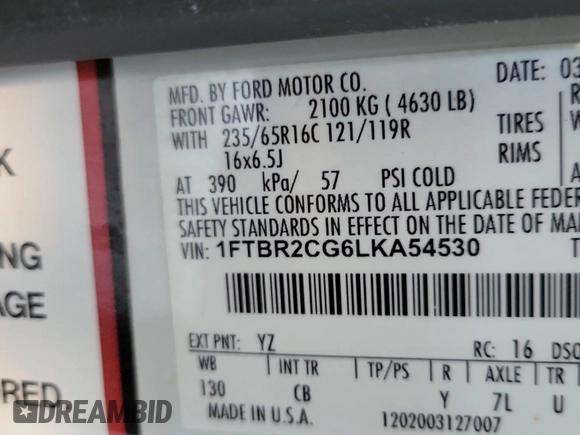 MFD. BY FORD MOTOR CO.
DATE: 03
FRONT GAWR: 2100 KG ( 4630 LB)
WITH 235/65R16C 121/119R TIRES
16x6.5J RIMS
AT 390 kPa/ 57 PSI COLD
THIS VEHICLE CONFORMS TO ALL APPLICABLE FEDER
SAFETY STANDARDS IN EFFECT ON THE DATE OF MA
VIN: 1FTBR2CG6LKA54530
EXT PNT: YZ RC: 16 DSO
WB INT TR TP/PS R AXLE TR
130 CB Y 7L U
MADE IN U.S.A. 1202003127007
K
NG
AGE
RED
DREAMBID